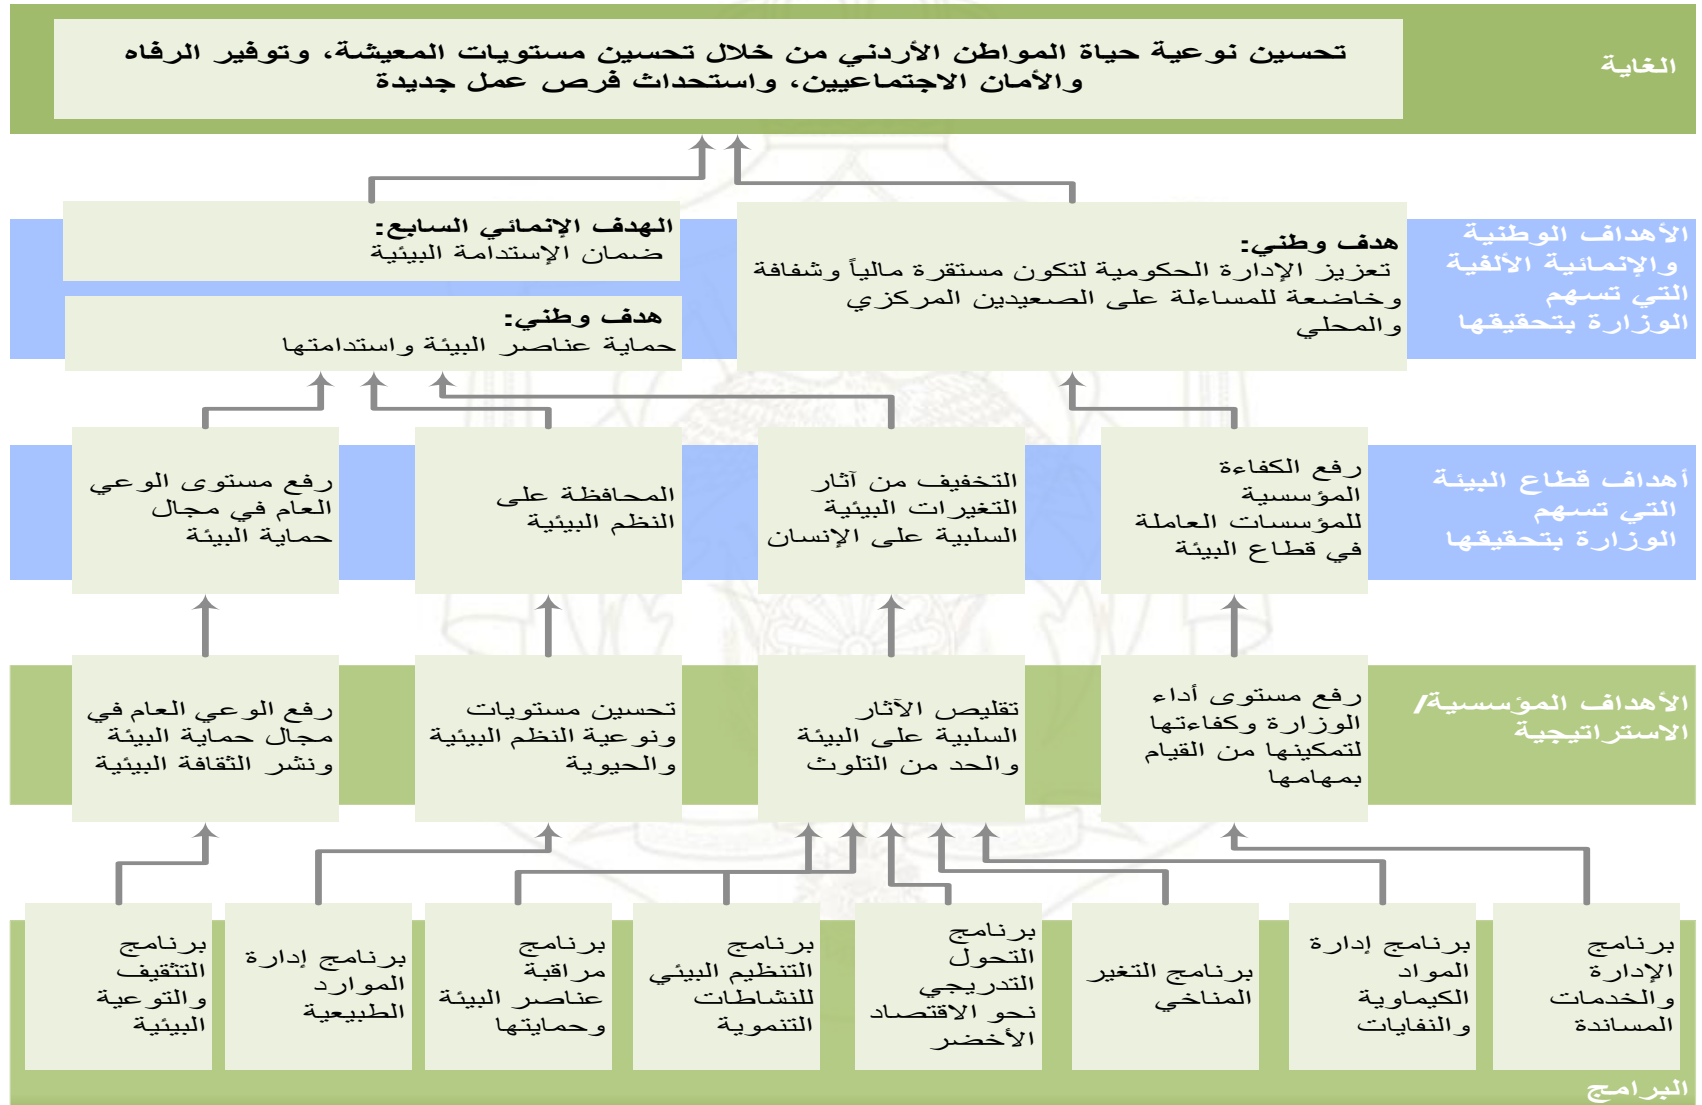 الغاية
تحسين نوعية حياة المواطن الأردني من خلال تحسين مستويات المعيشة، وتوفير الرفاه
والأمان الاجتماعيين، واستحداث فرص عمل جديدة
الأهداف الوطنية
والإنمائية الألفية
التي تسهم
الوزارة بتحقيقها
هدف وطني:
تعزيز الإدارة الحكومية لتكون مستقرة مالياً وشفافة
وخاضعة للمساءلة على الصعيدين المركزي
والمحلي
الهدف الإنمائي السابع:
ضمان الإستدامة البيئية
هدف وطني:
حماية عناصر البيئة واستدامتها
أهداف قطاع البيئة
التي تسهم
الوزارة بتحقيقها
رفع الكفاءة
المؤسسية
للمؤسسات العاملة
في قطاع البيئة
التخفيف من آثار
التغيرات البيئية
السلبية على الإنسان
المحافظة على
النظم البيئية
رفع مستوى الوعي
العام في مجال
حماية البيئة
الأهداف المؤسسية/
الاستراتيجية
رفع مستوى أداء
الوزارة وكفاءتها
لتمكينها من القيام
بمهامها
تقليص الآثار
السلبية على البيئة
والحد من التلوث
تحسين مستويات
ونوعية النظم البيئية
والحيوية
رفع الوعي العام في
مجال حماية البيئة
ونشر الثقافة البيئية
برنامج
الإدارة
والخدمات
المساندة
برنامج إدارة
المواد
الكيماوية
والنفايات
برنامج التغير
المناخي
برنامج
التحول
التدريجي
نحو الاقتصاد
الأخضر
برنامج
التنظيم البيئي
للنشاطات
التنموية
برنامج
مراقبة
عناصر البيئة
وحمايتها
برنامج إدارة
الموارد
الطبيعية
برنامج
التثقيف
والتوعية
البيئية
البرامج